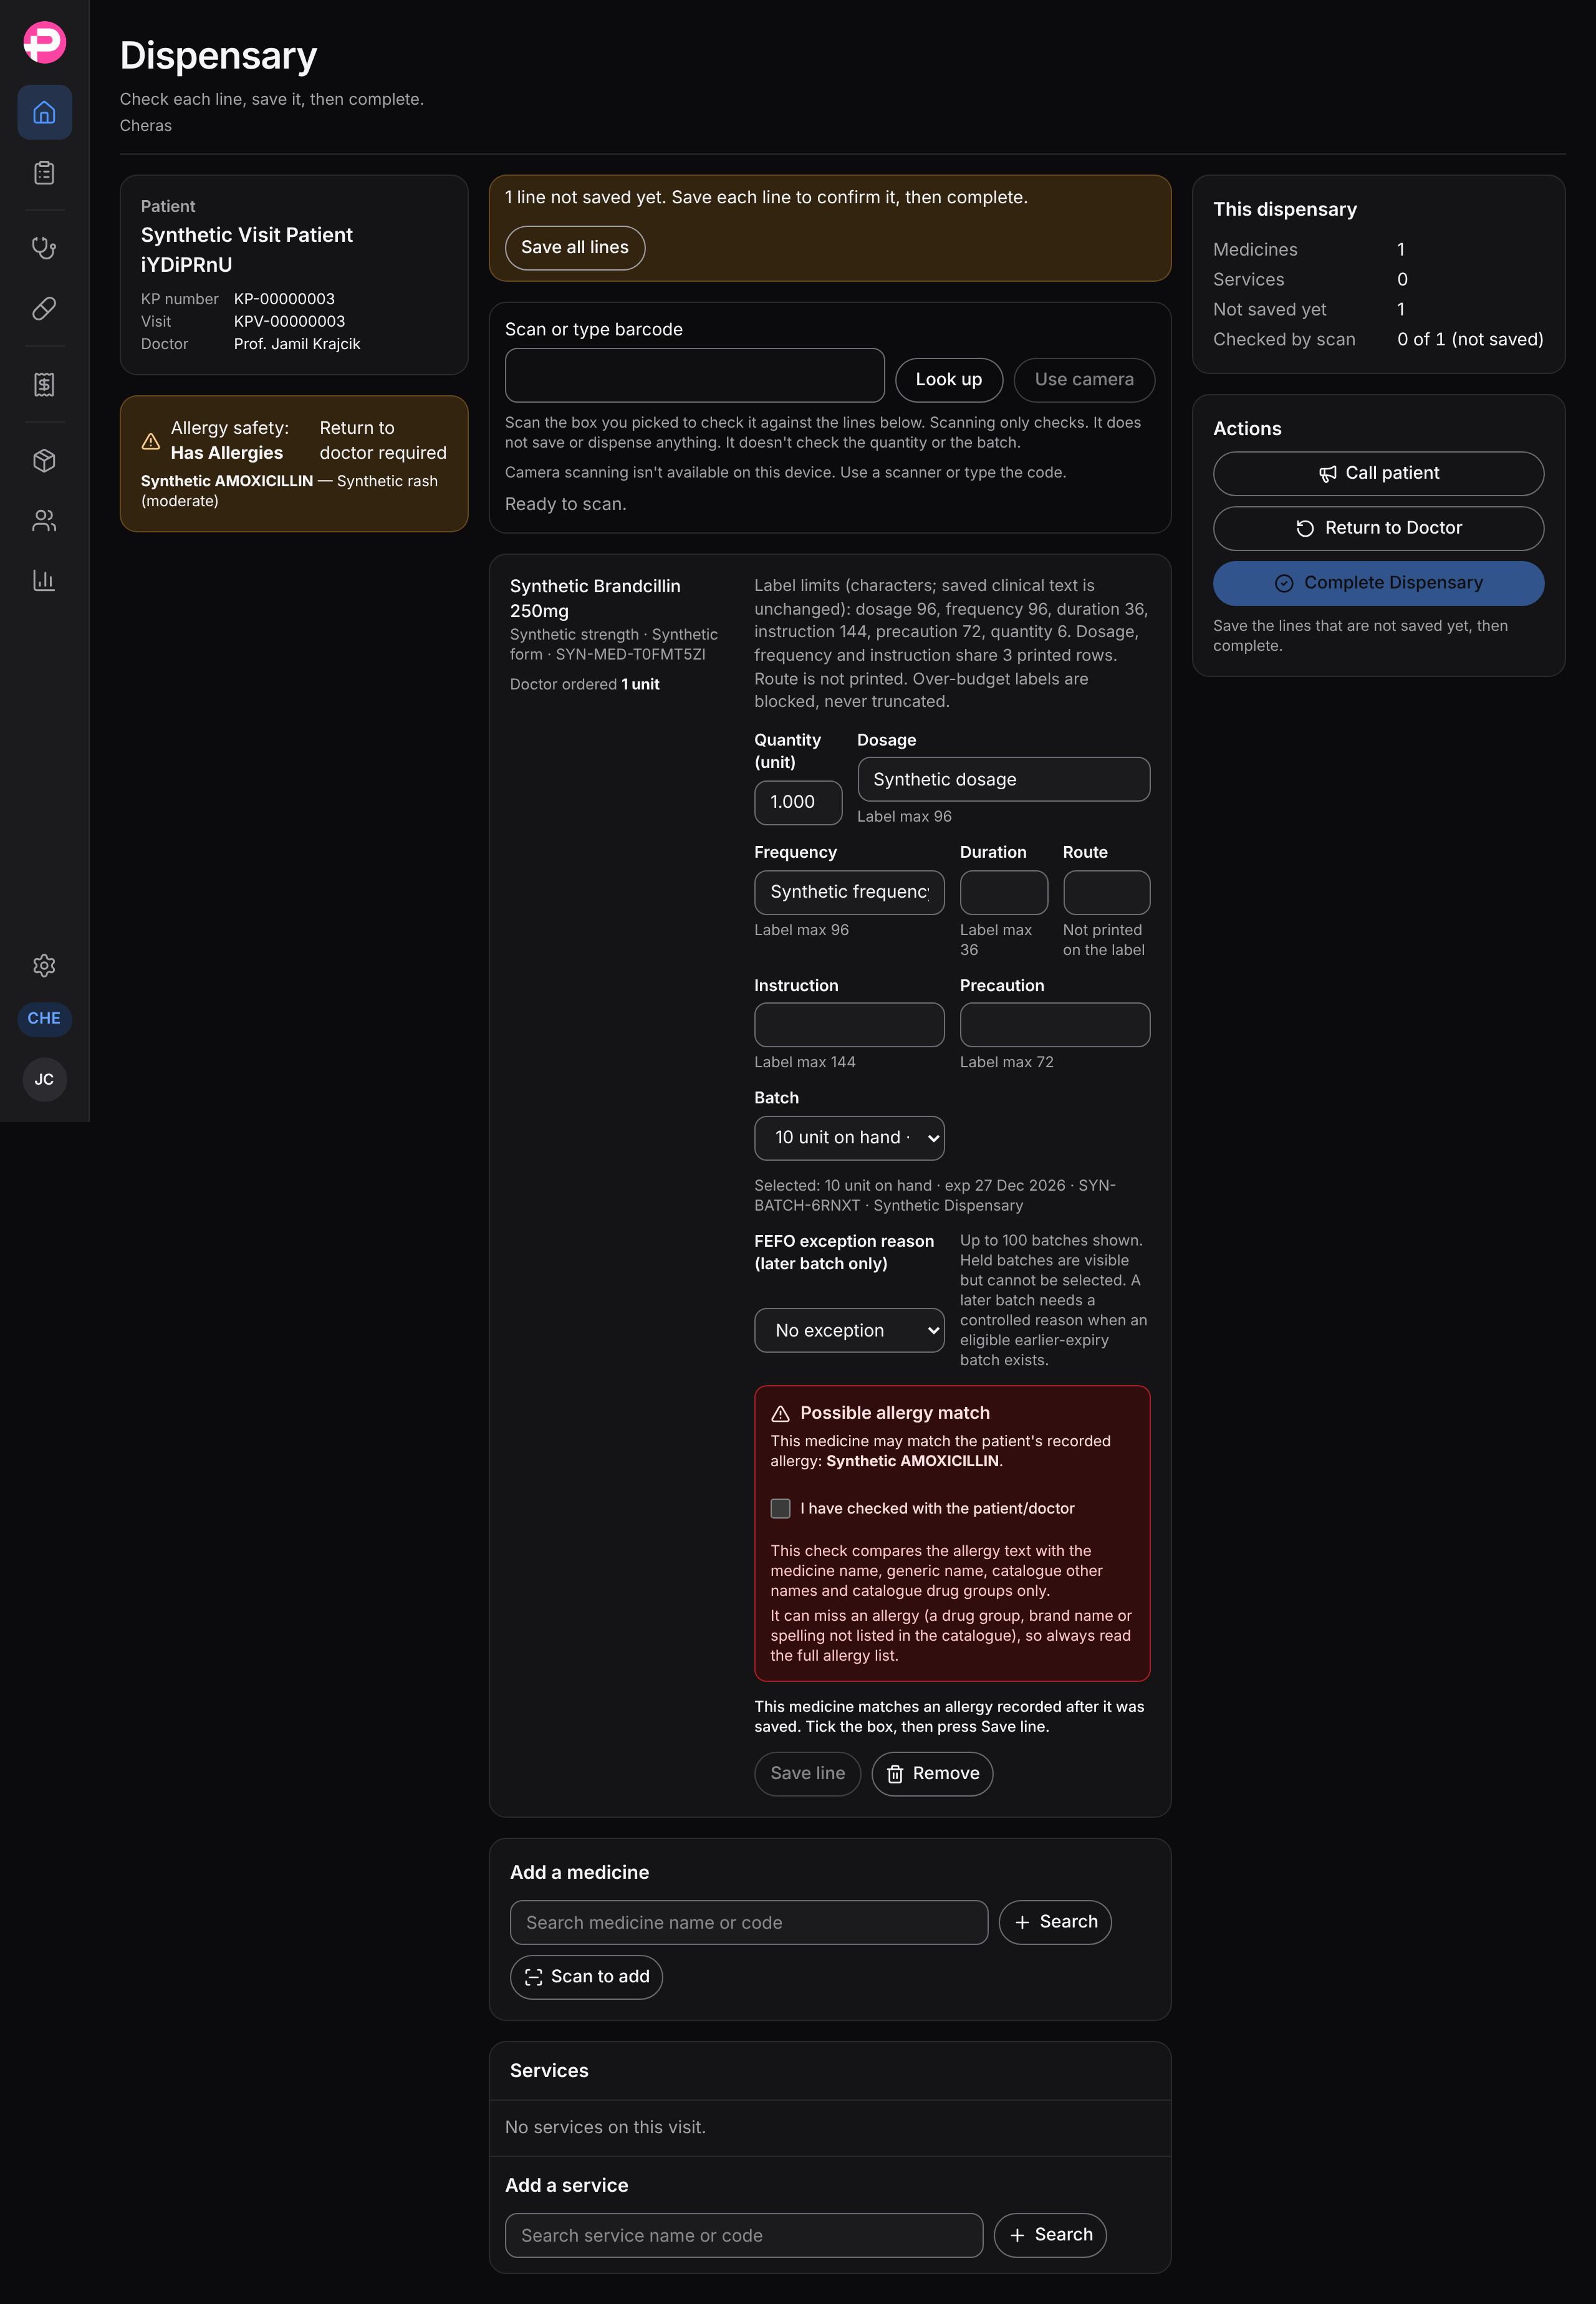 Dispensary
Check each line, save it, then complete.
Cheras
CHE
JC
Patient
Synthetic Visit Patient
iYDiPRnU
KP number KP-00000003
Visit KPV-00000003
Doctor Prof. Jamil Krajcik
Allergy safety:
Has Allergies
Return to
doctor required
Synthetic AMOXICILLIN — Synthetic rash
(moderate)
1 line not saved yet. Save each line to confirm it, then complete.
Save all lines
Scan or type barcode
Look up
Use camera
Scan the box you picked to check it against the lines below. Scanning only checks. It does
not save or dispense anything. It doesn't check the quantity or the batch.
Camera scanning isn't available on this device. Use a scanner or type the code.
Ready to scan.
Synthetic Brandcillin
250mg
Synthetic strength · Synthetic
form · SYN-MED-T0FMT5ZI
Doctor ordered 1 unit
Label limits (characters; saved clinical text is
unchanged): dosage 96, frequency 96, duration 36,
instruction 144, precaution 72, quantity 6. Dosage,
frequency and instruction share 3 printed rows.
Route is not printed. Over-budget labels are
blocked, never truncated.
Quantity
(unit)
1.000
Dosage
Synthetic dosage
Label max 96
Frequency
Synthetic frequency
Label max 96
Duration
Label max
36
Route
Not printed
on the label
Instruction
Label max 144
Precaution
Label max 72
Batch
10 unit on hand ·
Selected: 10 unit on hand · exp 27 Dec 2026 · SYN-
BATCH-6RNXT · Synthetic Dispensary
FEFO exception reason
(later batch only)
No exception
Up to 100 batches shown.
Held batches are visible
but cannot be selected. A
later batch needs a
controlled reason when an
eligible earlier-expiry
batch exists.
Possible allergy match
This medicine may match the patient's recorded
allergy: Synthetic AMOXICILLIN.
I have checked with the patient/doctor
This check compares the allergy text with the
medicine name, generic name, catalogue other
names and catalogue drug groups only.
It can miss an allergy (a drug group, brand name or
spelling not listed in the catalogue), so always read
the full allergy list.
This medicine matches an allergy recorded after it was
saved. Tick the box, then press Save line.
Save line
Remove
Add a medicine
Search medicine name or code
Search
Scan to add
Services
No services on this visit.
Add a service
Search service name or code
Search
This dispensary
Medicines 1
Services 0
Not saved yet 1
Checked by scan 0 of 1 (not saved)
Actions
Call patient
Return to Doctor
Complete Dispensary
Save the lines that are not saved yet, then
complete.